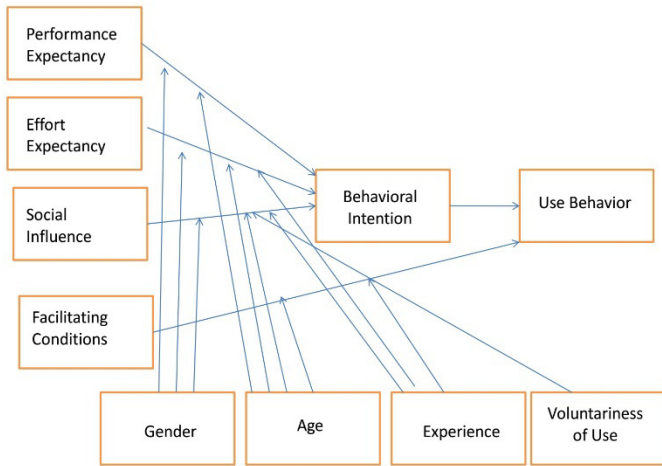 Performance
Expectancy
Effort
Expectancy
Social
Influence
Behavioral
Intention
Use Behavior
Facilitating
Conditions
Gender
Age
Experience
Voluntariness
of Use